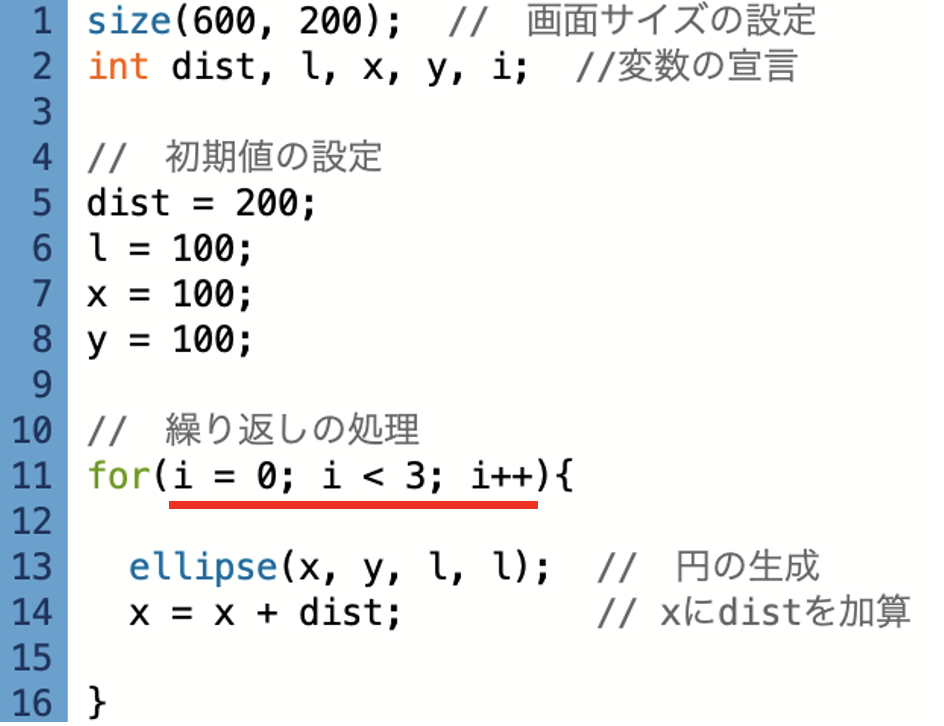 1 size(600, 200);  //  画面サイズの設定
2 int dist, l, x, y, i;  //変数の宣言
3
4 //  初期値の設定
5 dist = 200;
6 l = 100;
7 x = 100;
8 y = 100;
9
10 //  繰り返しの処理
11 for(i = 0; i < 3; i++){
12
13   ellipse(x, y, l, l);  //  円の生成
14   x = x + dist;         // xにdistを加算
15
16 }